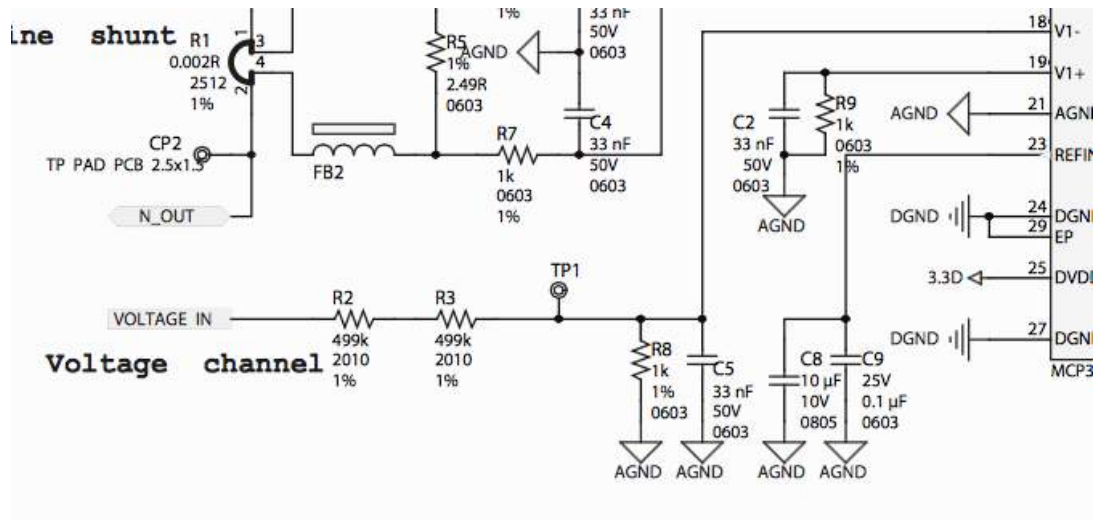 1%
33 nF
50V
0603
ine shunt
R1
0.002R
2512
1%
1
3
4
2
R5
1%
2.49R
0603
AGND
C4
33 nF
50V
0603
CP2
TP PAD PCB 2.5x1.5
FB2
R7
1k
0603
1%
N_OUT
C2
33 nF
50V
0603
R9
1k
0603
1%
AGND
18
V1-
19
V1+
AGND
21
AGN
23
REFIN
DGND
24
DGN
29
EP
3.3D
25
DVD
DGND
27
DGN
MCP3
VOLTAGE IN
R2
499k
2010
1%
R3
499k
2010
1%
TP1
Voltage channel
R8
1k
1%
0603
C5
33 nF
50V
0603
C8
10 µF
10V
0805
C9
25V
0.1 µF
0603
AGND
AGND
AGND
AGND